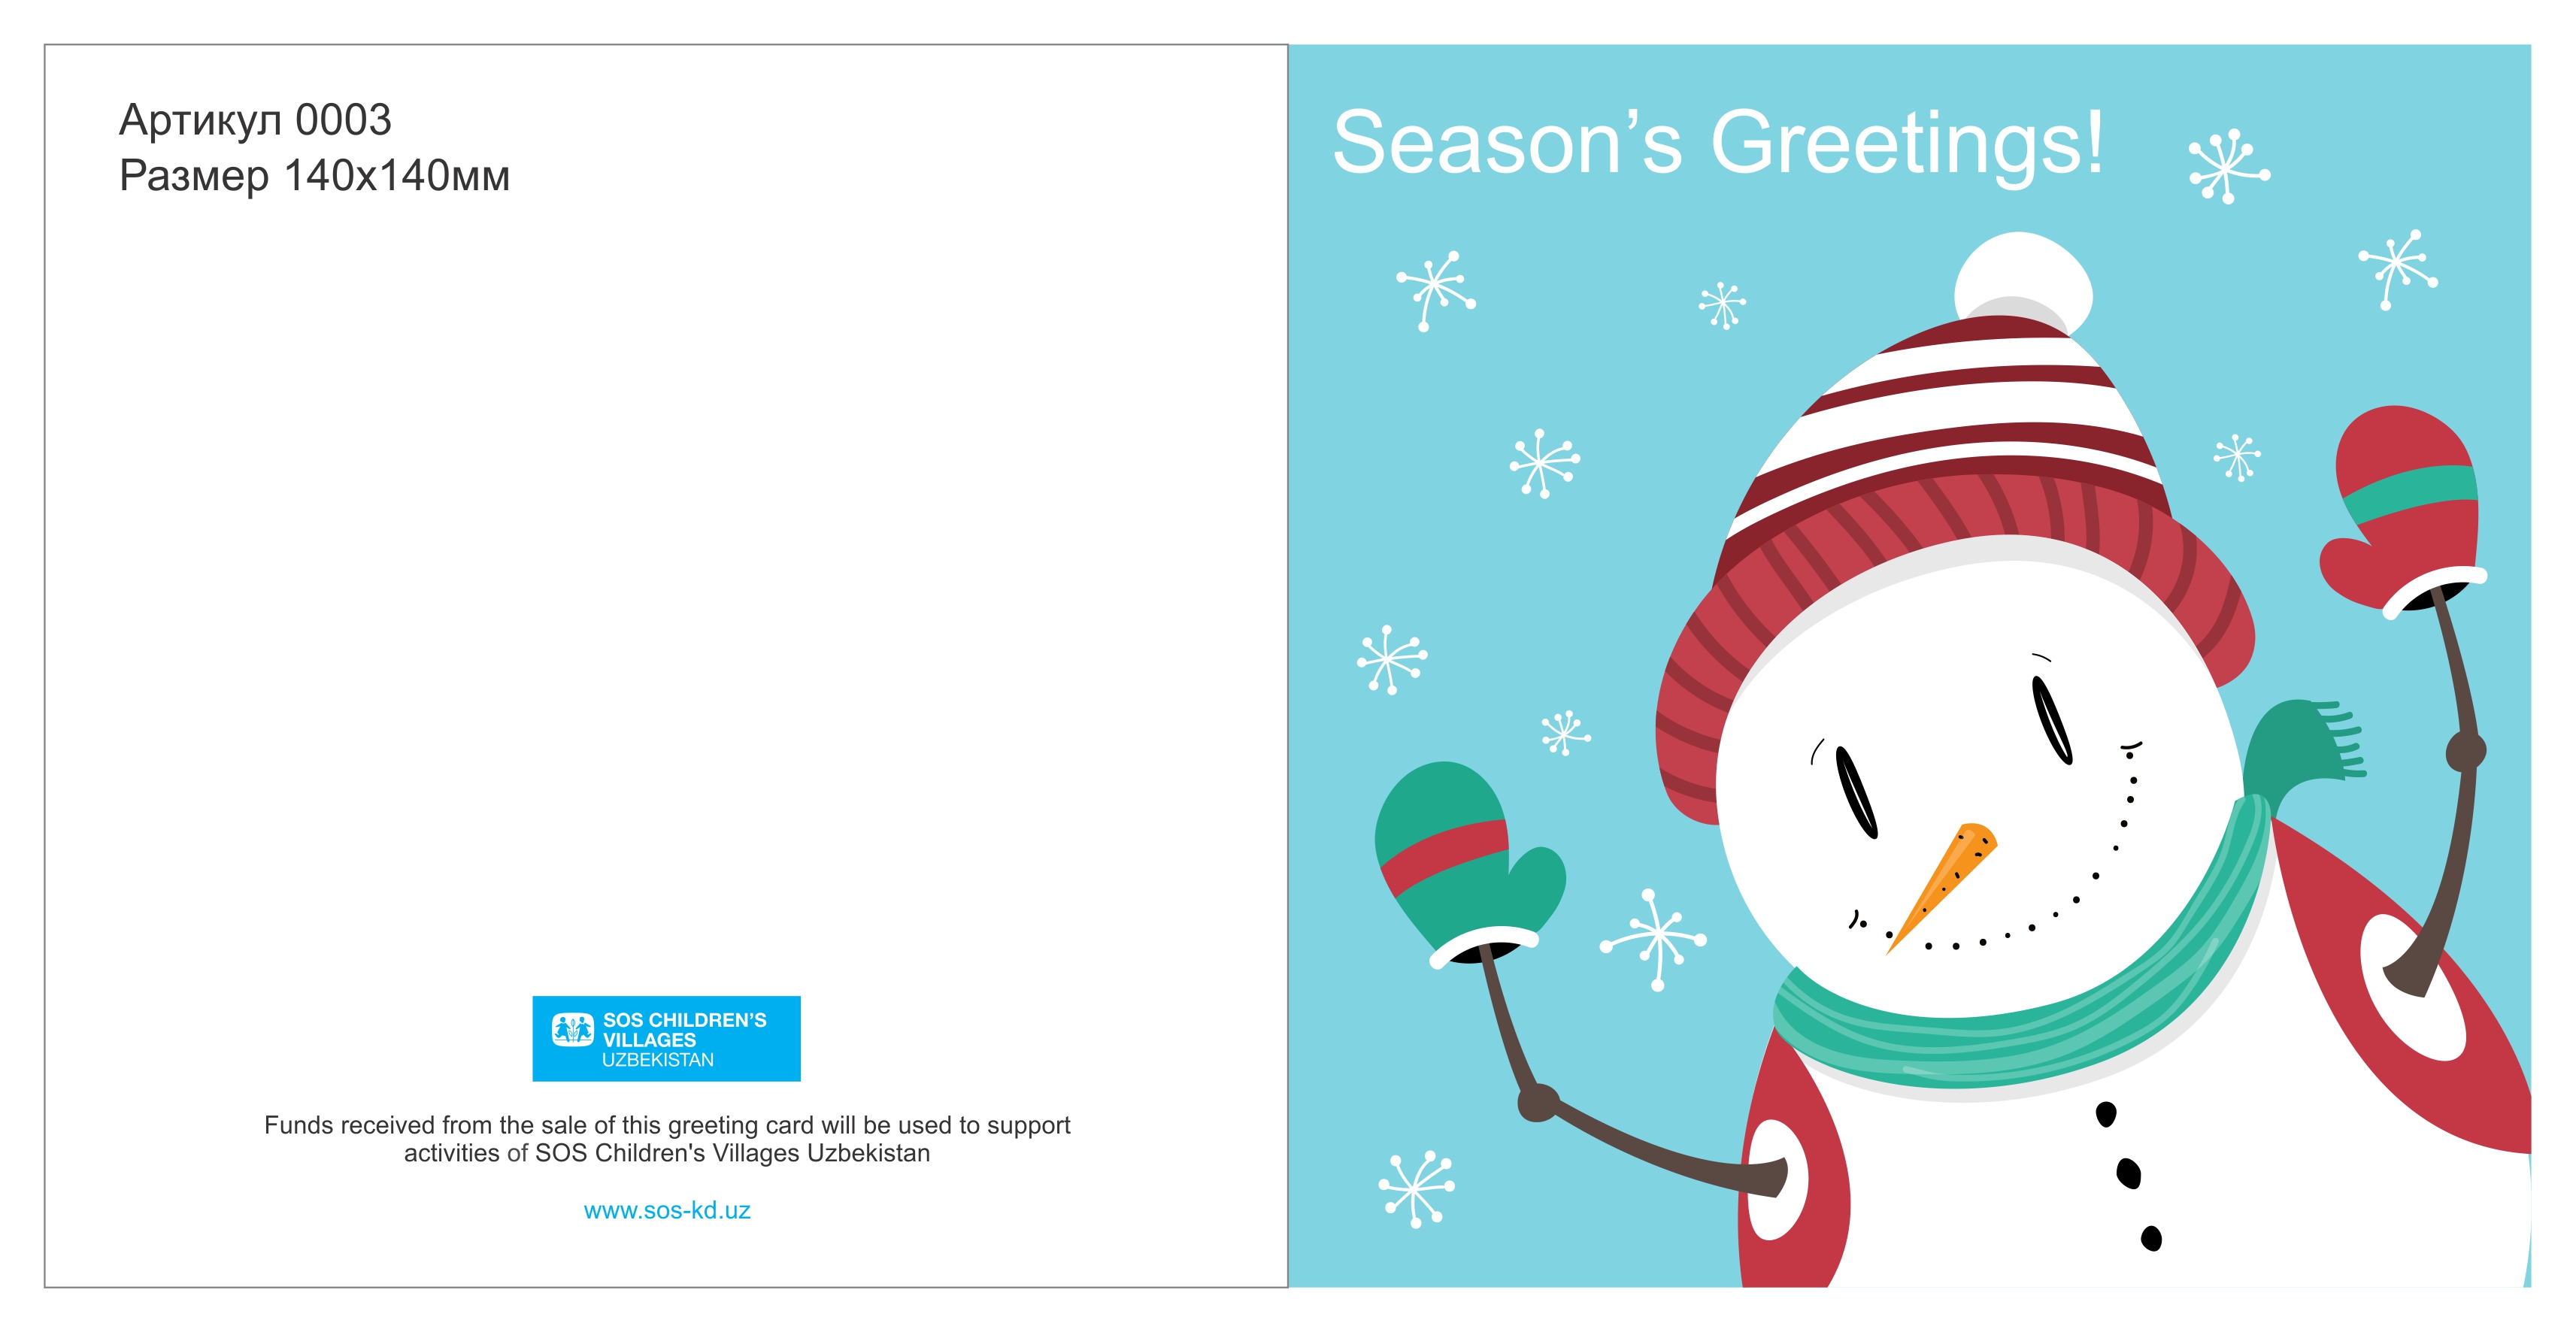 Артикул 0003
Размер 140х140мм
SOS CHILDREN’S
VILLAGES
UZBEKISTAN
Funds received from the sale of this greeting card will be used to support
activities of SOS Children's Villages Uzbekistan
www.sos-kd.uz
Season’s Greetings!